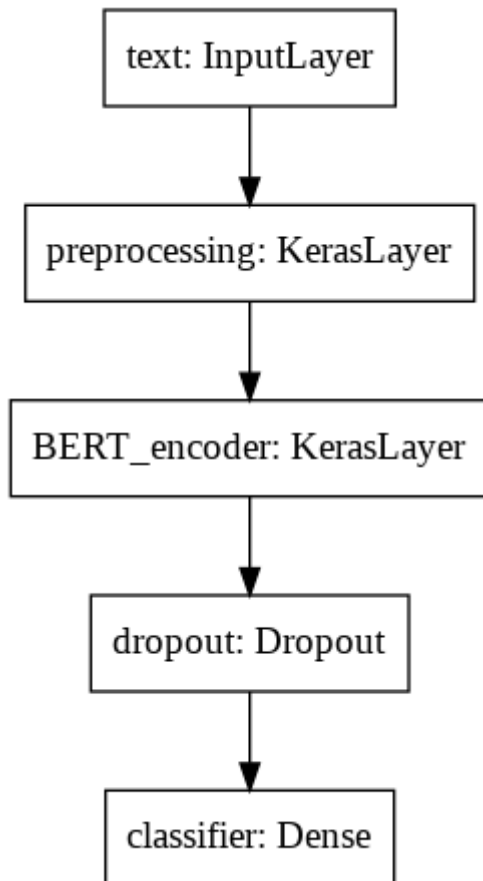 text: InputLayer
preprocessing: KerasLayer
BERT_encoder: KerasLayer
dropout: Dropout
classifier: Dense